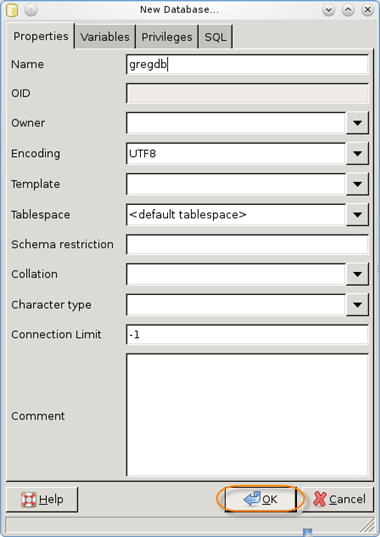 New Database...
Properties Variables Privileges SQL
Name gregdb
OID
Owner
Encoding UTF8
Template
Tablespace <default tablespace>
Schema restriction
Collation
Character type
Connection Limit -1
Comment
Help OK Cancel